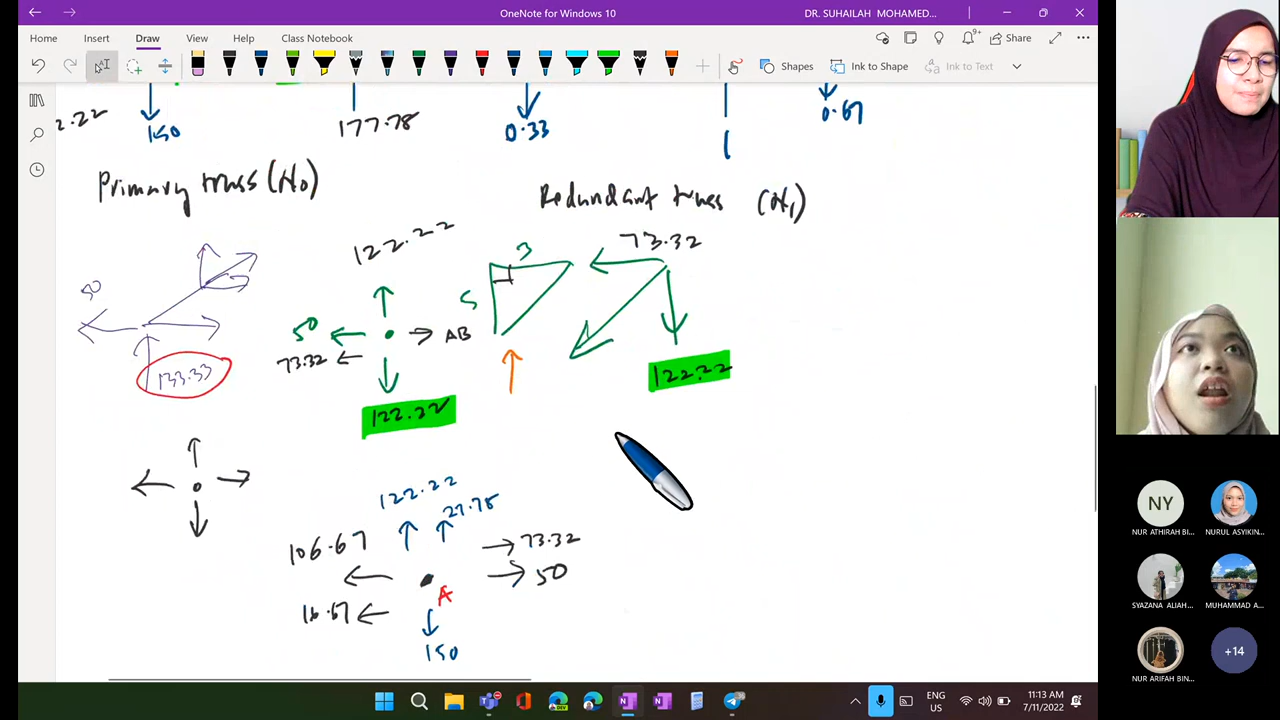 OneNote for Windows 10
DR. SUHAILAH MOHAMED...
Home Insert Draw View Help Class Notebook
9+
Share
Shapes
Ink to Shape
Ink to Text
2.22
150
177.78
0.33
1
0.67
Primary truss (No)
Redundant truss (N1)
50
133.33
122.22
50
73.32
AB
122.22
3
5
73.32
122.22
122.22
27.78
106.67
73.32
50
16.67
A
150
NY
NUR ATHIRAH BI...
NURUL ASYIKIN...
SYAZANA ALIAH...
MUHAMMAD A...
NUR ARIFAH BIN...
+14
ENG
US
11:13 AM
7/11/2022